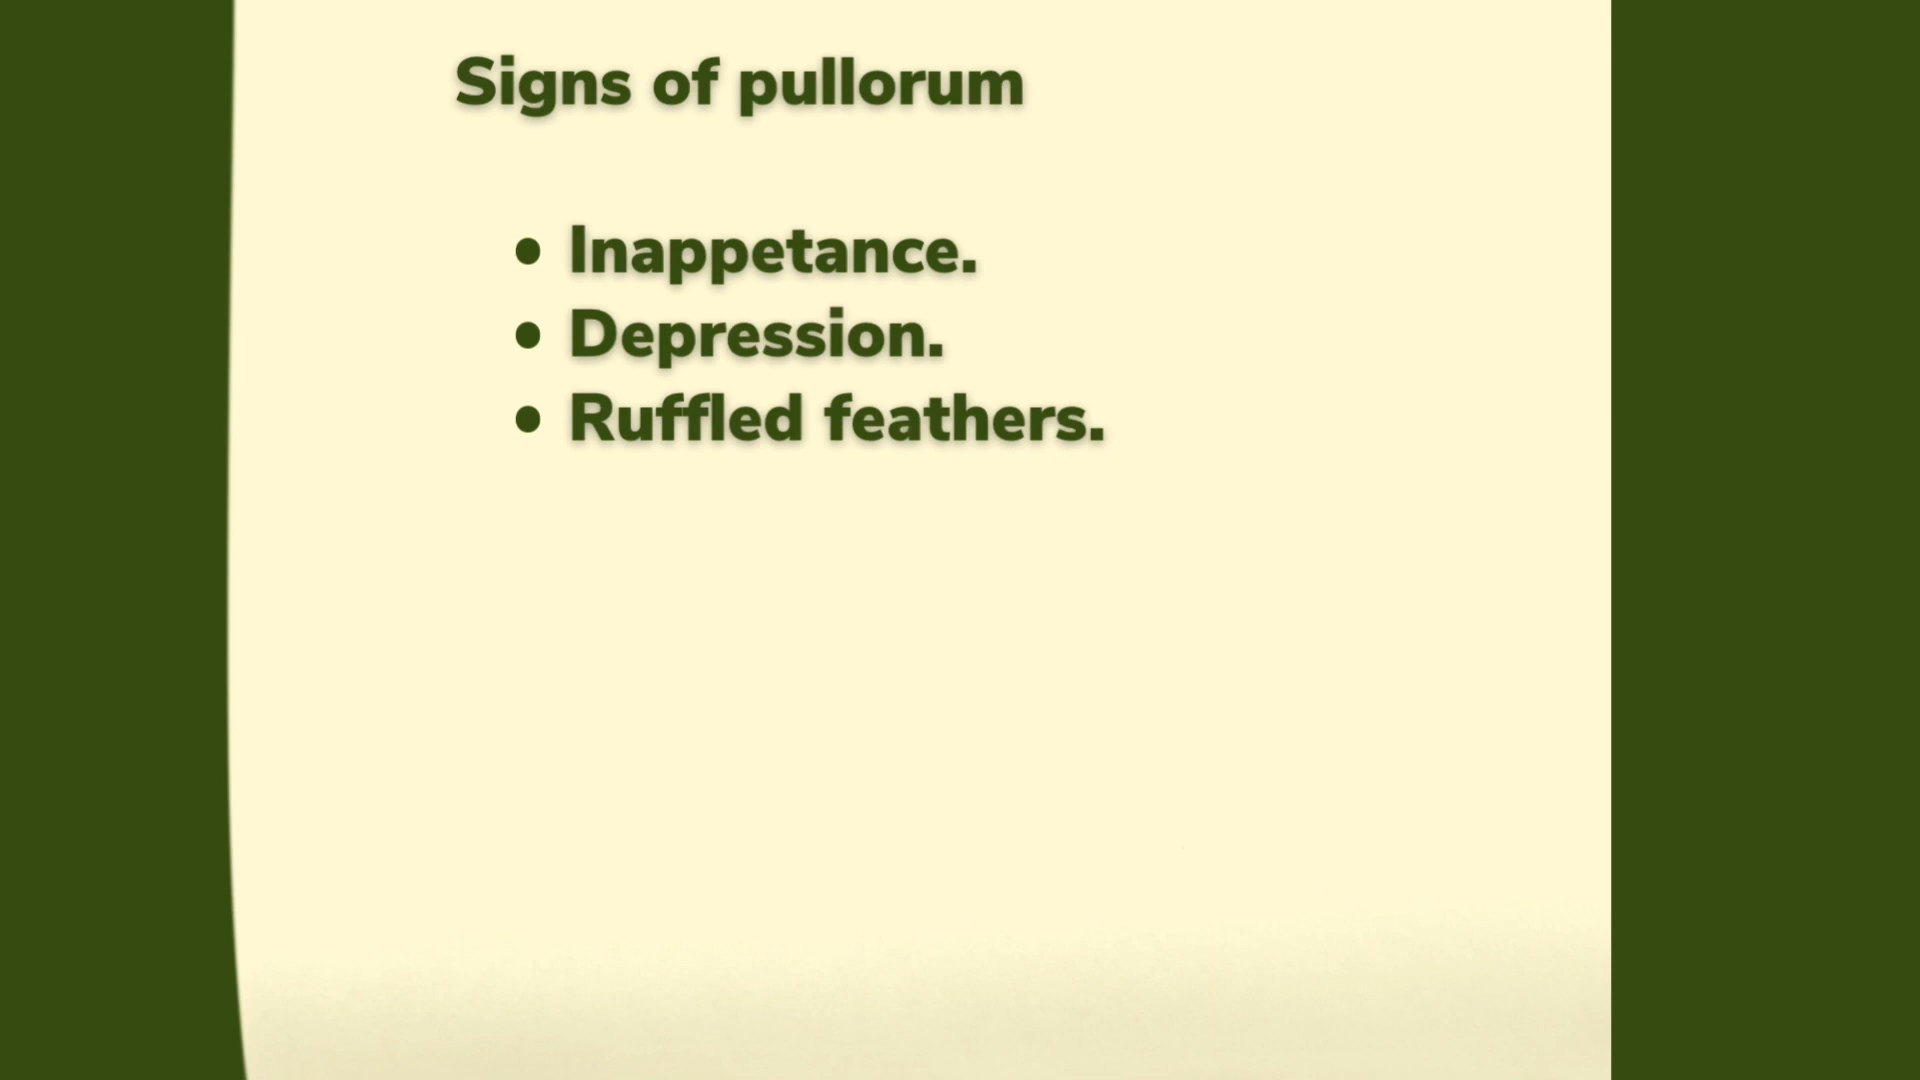 Signs of pullorum
• Inappetance.
• Depression.
• Ruffled feathers.